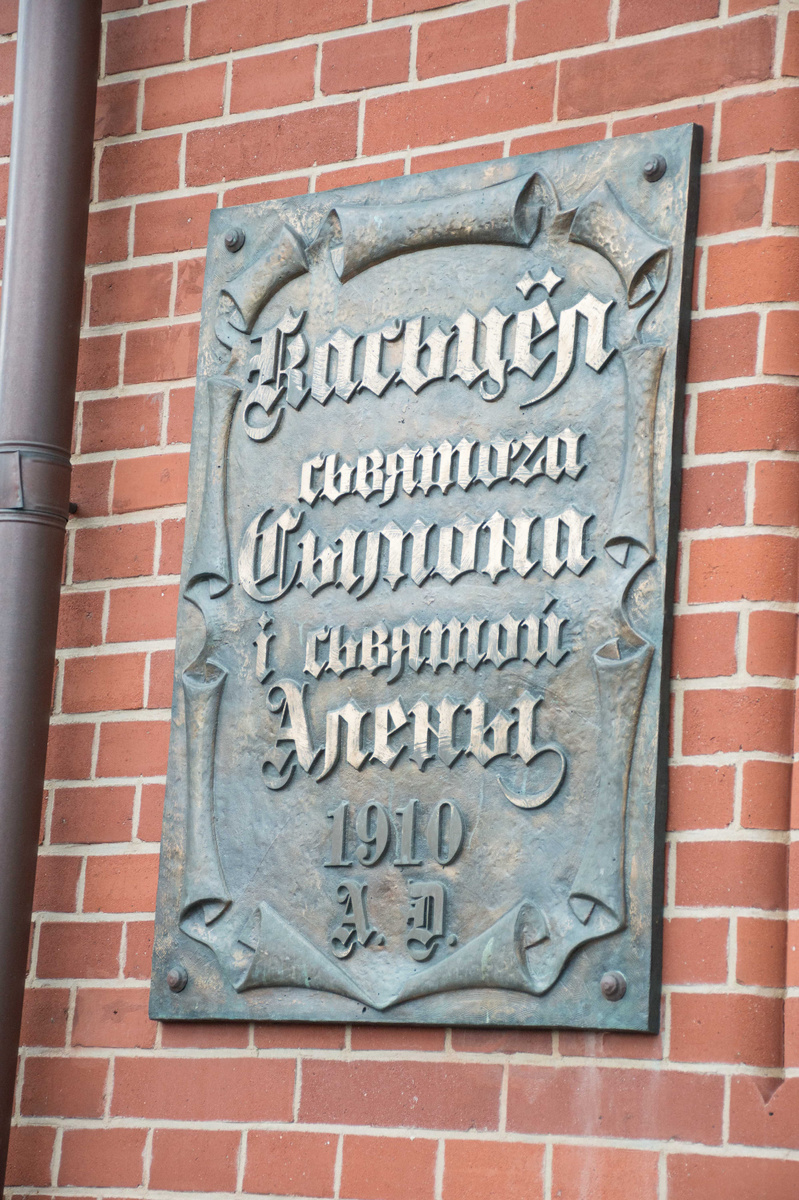 Касьцёл
сьвятога
Сымона
і сьвятой
Алены
1910
A. D.